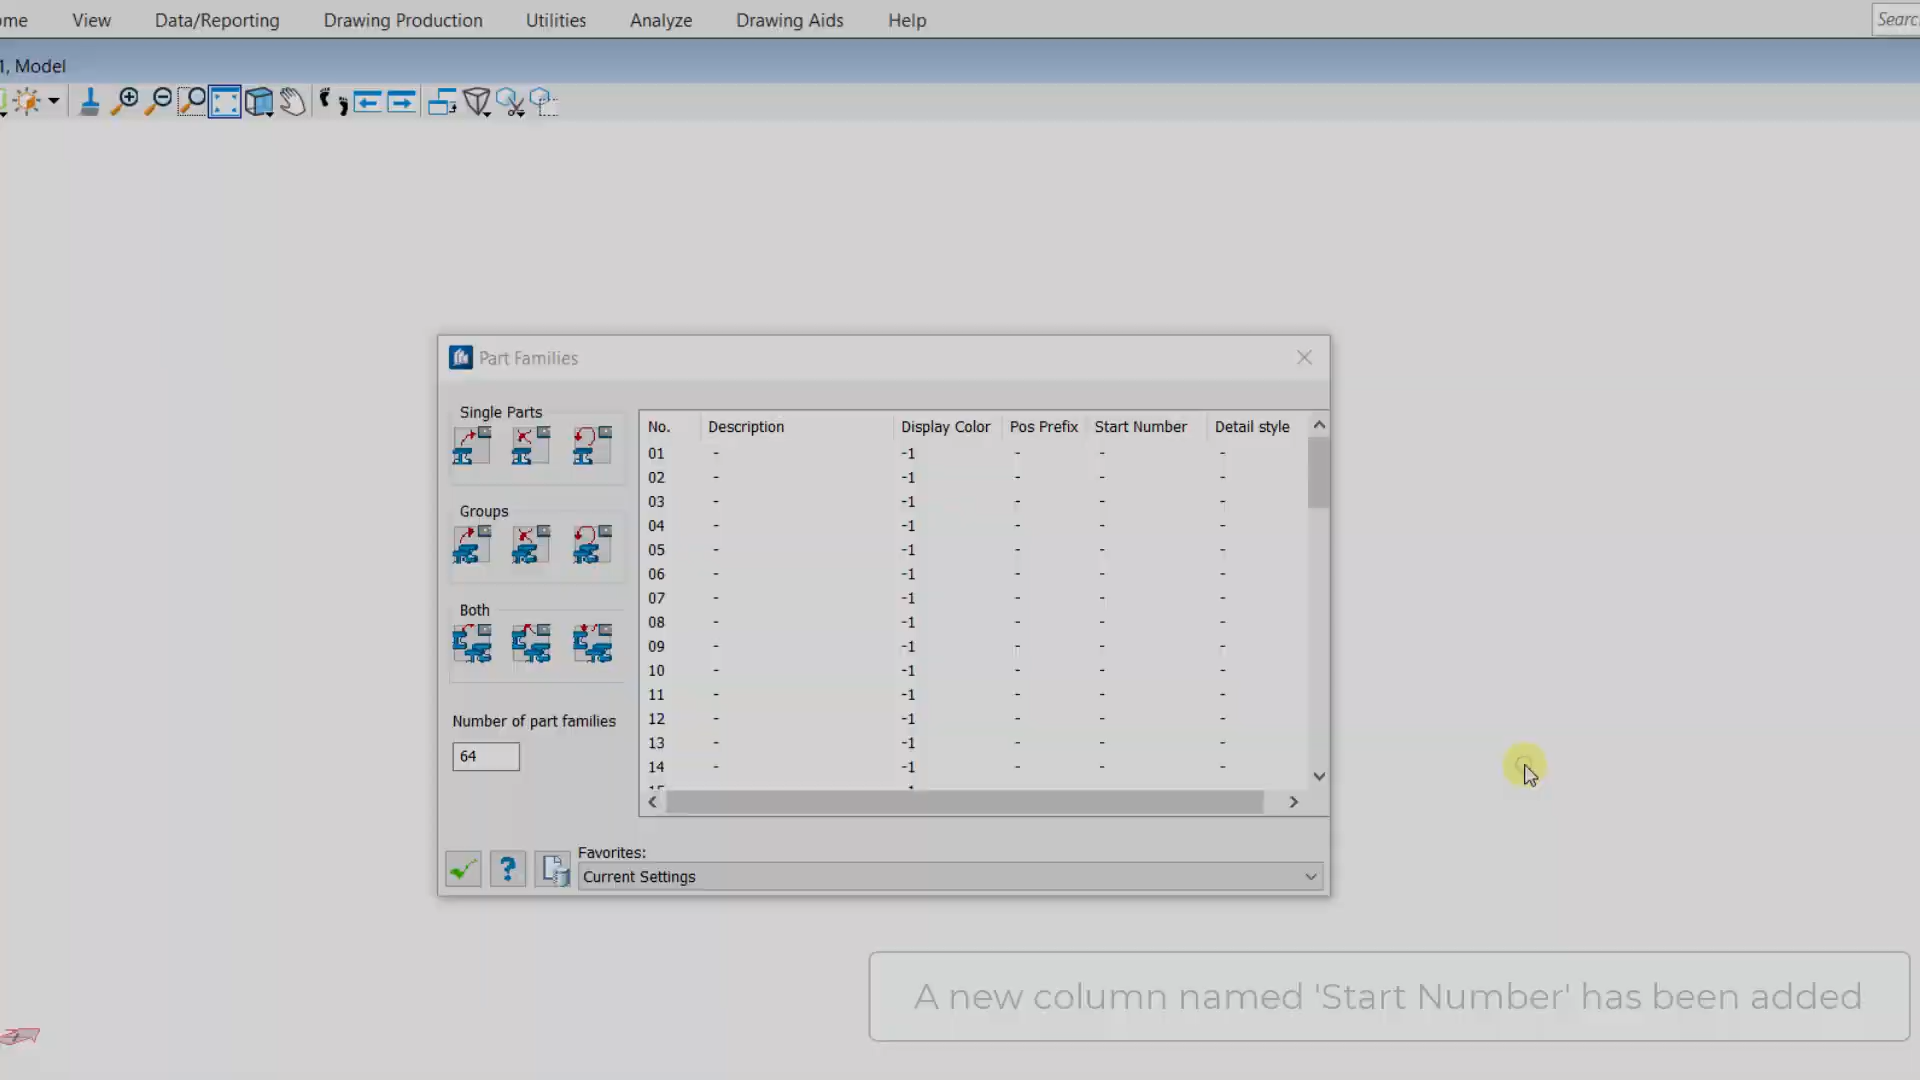 ome View Data/Reporting Drawing Production Utilities Analyze Drawing Aids Help Searc
1, Model
Part Families
Single Parts
Groups
Both
Number of part families
64
No. Description Display Color Pos Prefix Start Number Detail style
01 - -1 - - -
02 - -1 - - -
03 - -1 - - -
04 - -1 - - -
05 - -1 - - -
06 - -1 - - -
07 - -1 - - -
08 - -1 - - -
09 - -1 - - -
10 - -1 - - -
11 - -1 - - -
12 - -1 - - -
13 - -1 - - -
14 - -1 - - -
Favorites:
Current Settings
A new column named 'Start Number' has been added